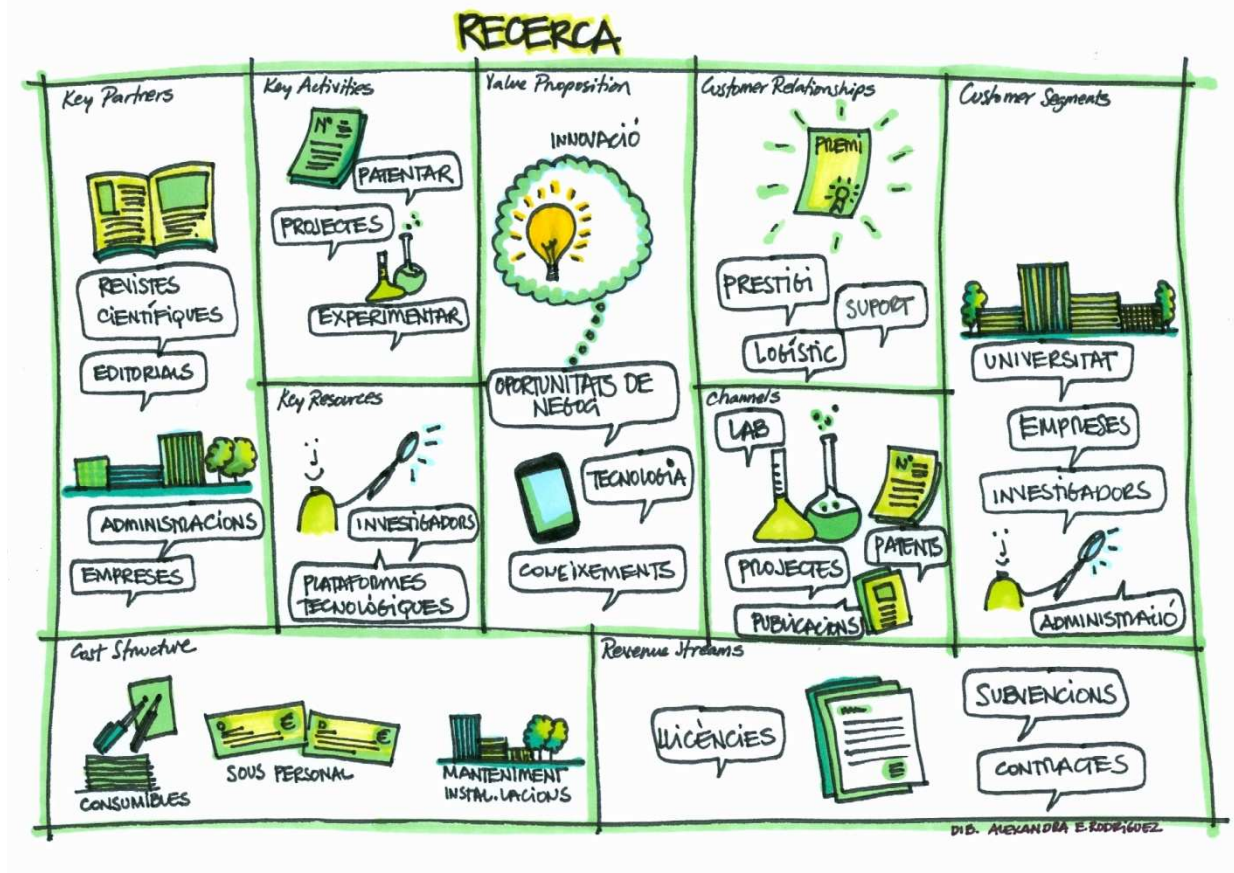 RECERCA
Key Partners
REVISTES
CIENTÍFIQUES
EDITORIALS
ADMINISTRACIONS
EMPRESES
Key Activities
Nº
PATENTAR
PROJECTES
EXPERIMENTAR
Key Resources
INVESTIGADORS
PLATAFORMES
TECNOLÒGIQUES
Value Proposition
INNOVACIÓ
OPORTUNITATS DE
NEGOCI
TECNOLOGIA
CONEIXEMENTS
Customer Relationships
PREMI
PRESTIGI
SUPORT
LOGÍSTIC
Channels
LAB
Nº
PATENTS
PROJECTES
PUBLICACIONS
Customer Segments
UNIVERSITAT
EMPRESES
INVESTIGADORS
ADMINISTRACIÓ
Cost Structure
CONSUMIBLES
€
€
SOUS PERSONAL
MANTENIMENT
INSTAL.LACIONS
Revenue Streams
LLICÈNCIES
SUBVENCIONS
CONTRACTES
DIB. ALEXANDRA E.RODRÍGUEZ